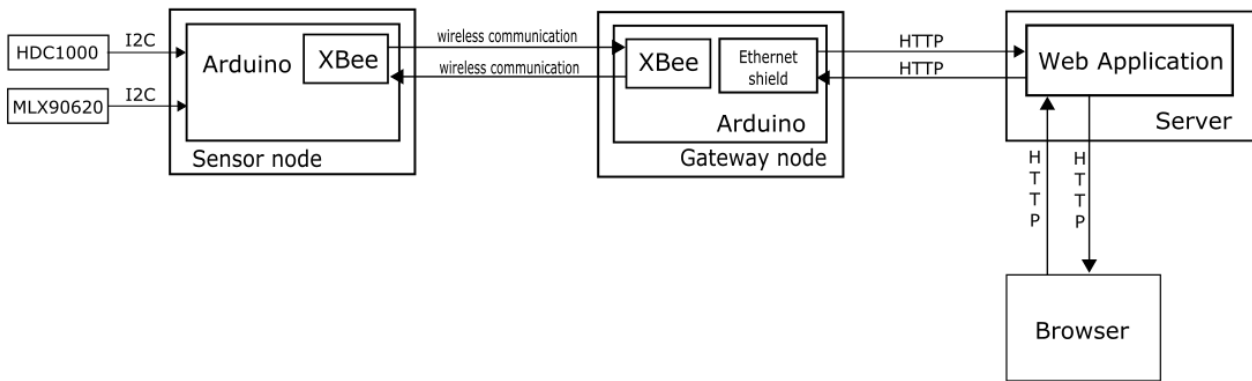 HDC1000
I2C
MLX90620
I2C
Arduino
XBee
Sensor node
wireless communication
wireless communication
XBee
Ethernet
shield
Arduino
Gateway node
HTTP
HTTP
Web Application
Server
HTTP
HTTP
Browser